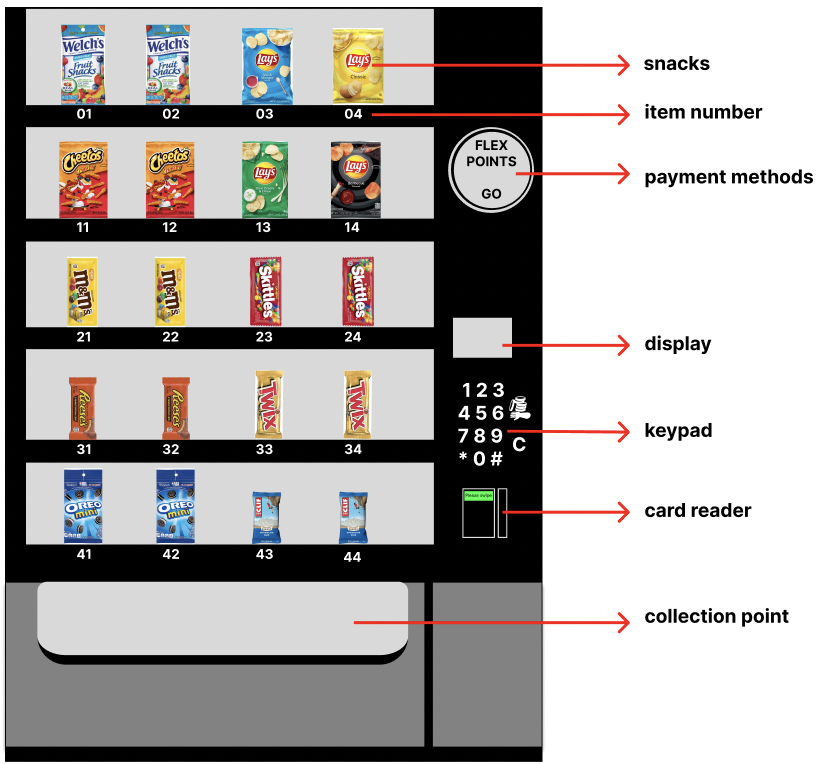 Welch's Welch's Lay's Lay's
Fruit Fruit
Snacks Snacks Classic
snacks
01 02 03 04
item number
FLEX
POINTS
GO
payment methods
Cheetos Cheetos Lay's Lay's
11 12 13 14
m&m's m&m's Skittles Skittles
21 22 23 24
display
Reese's Reese's TWIX TWIX
31 32 33 34
1 2 3
4 5 6
7 8 9
* 0 #
C
keypad
OREO OREO CLIF CLIF
mini mini
41 42 43 44
Please swipe
card reader
collection point